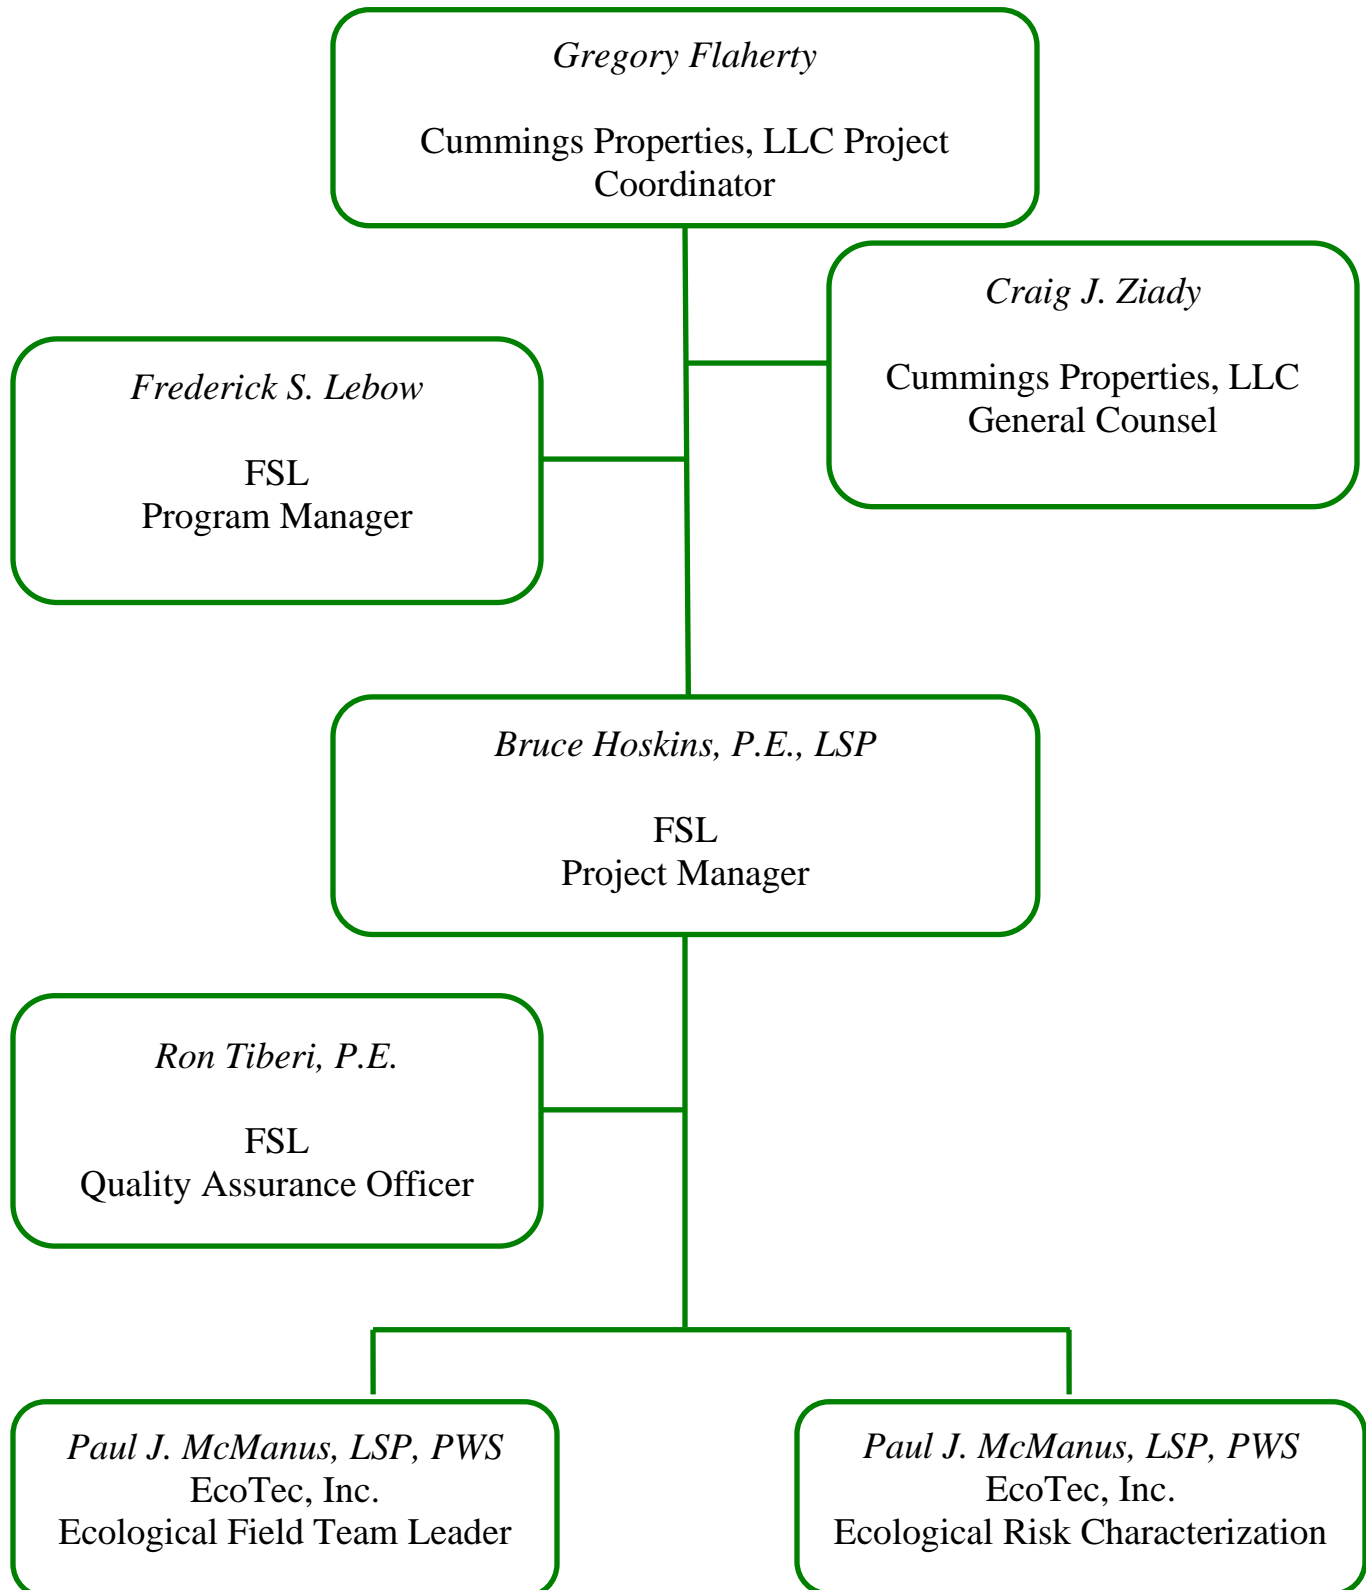 Gregory Flaherty
Cummings Properties, LLC Project
Coordinator
Craig J. Ziady
Cummings Properties, LLC
General Counsel
Frederick S. Lebow
FSL
Program Manager
Bruce Hoskins, P.E., LSP
FSL
Project Manager
Ron Tiberi, P.E.
FSL
Quality Assurance Officer
Paul J. McManus, LSP, PWS
EcoTec, Inc.
Ecological Field Team Leader
Paul J. McManus, LSP, PWS
EcoTec, Inc.
Ecological Risk Characterization